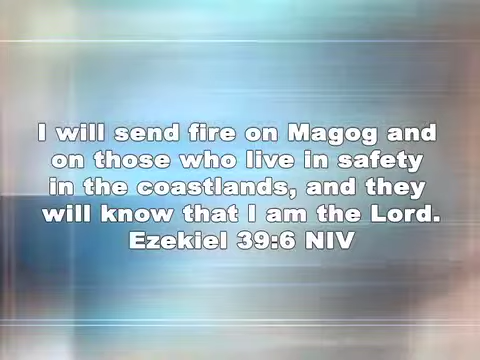 I will send fire on Magog and
on those who live in safety
in the coastlands, and they
will know that I am the Lord.
Ezekiel 39:6 NIV